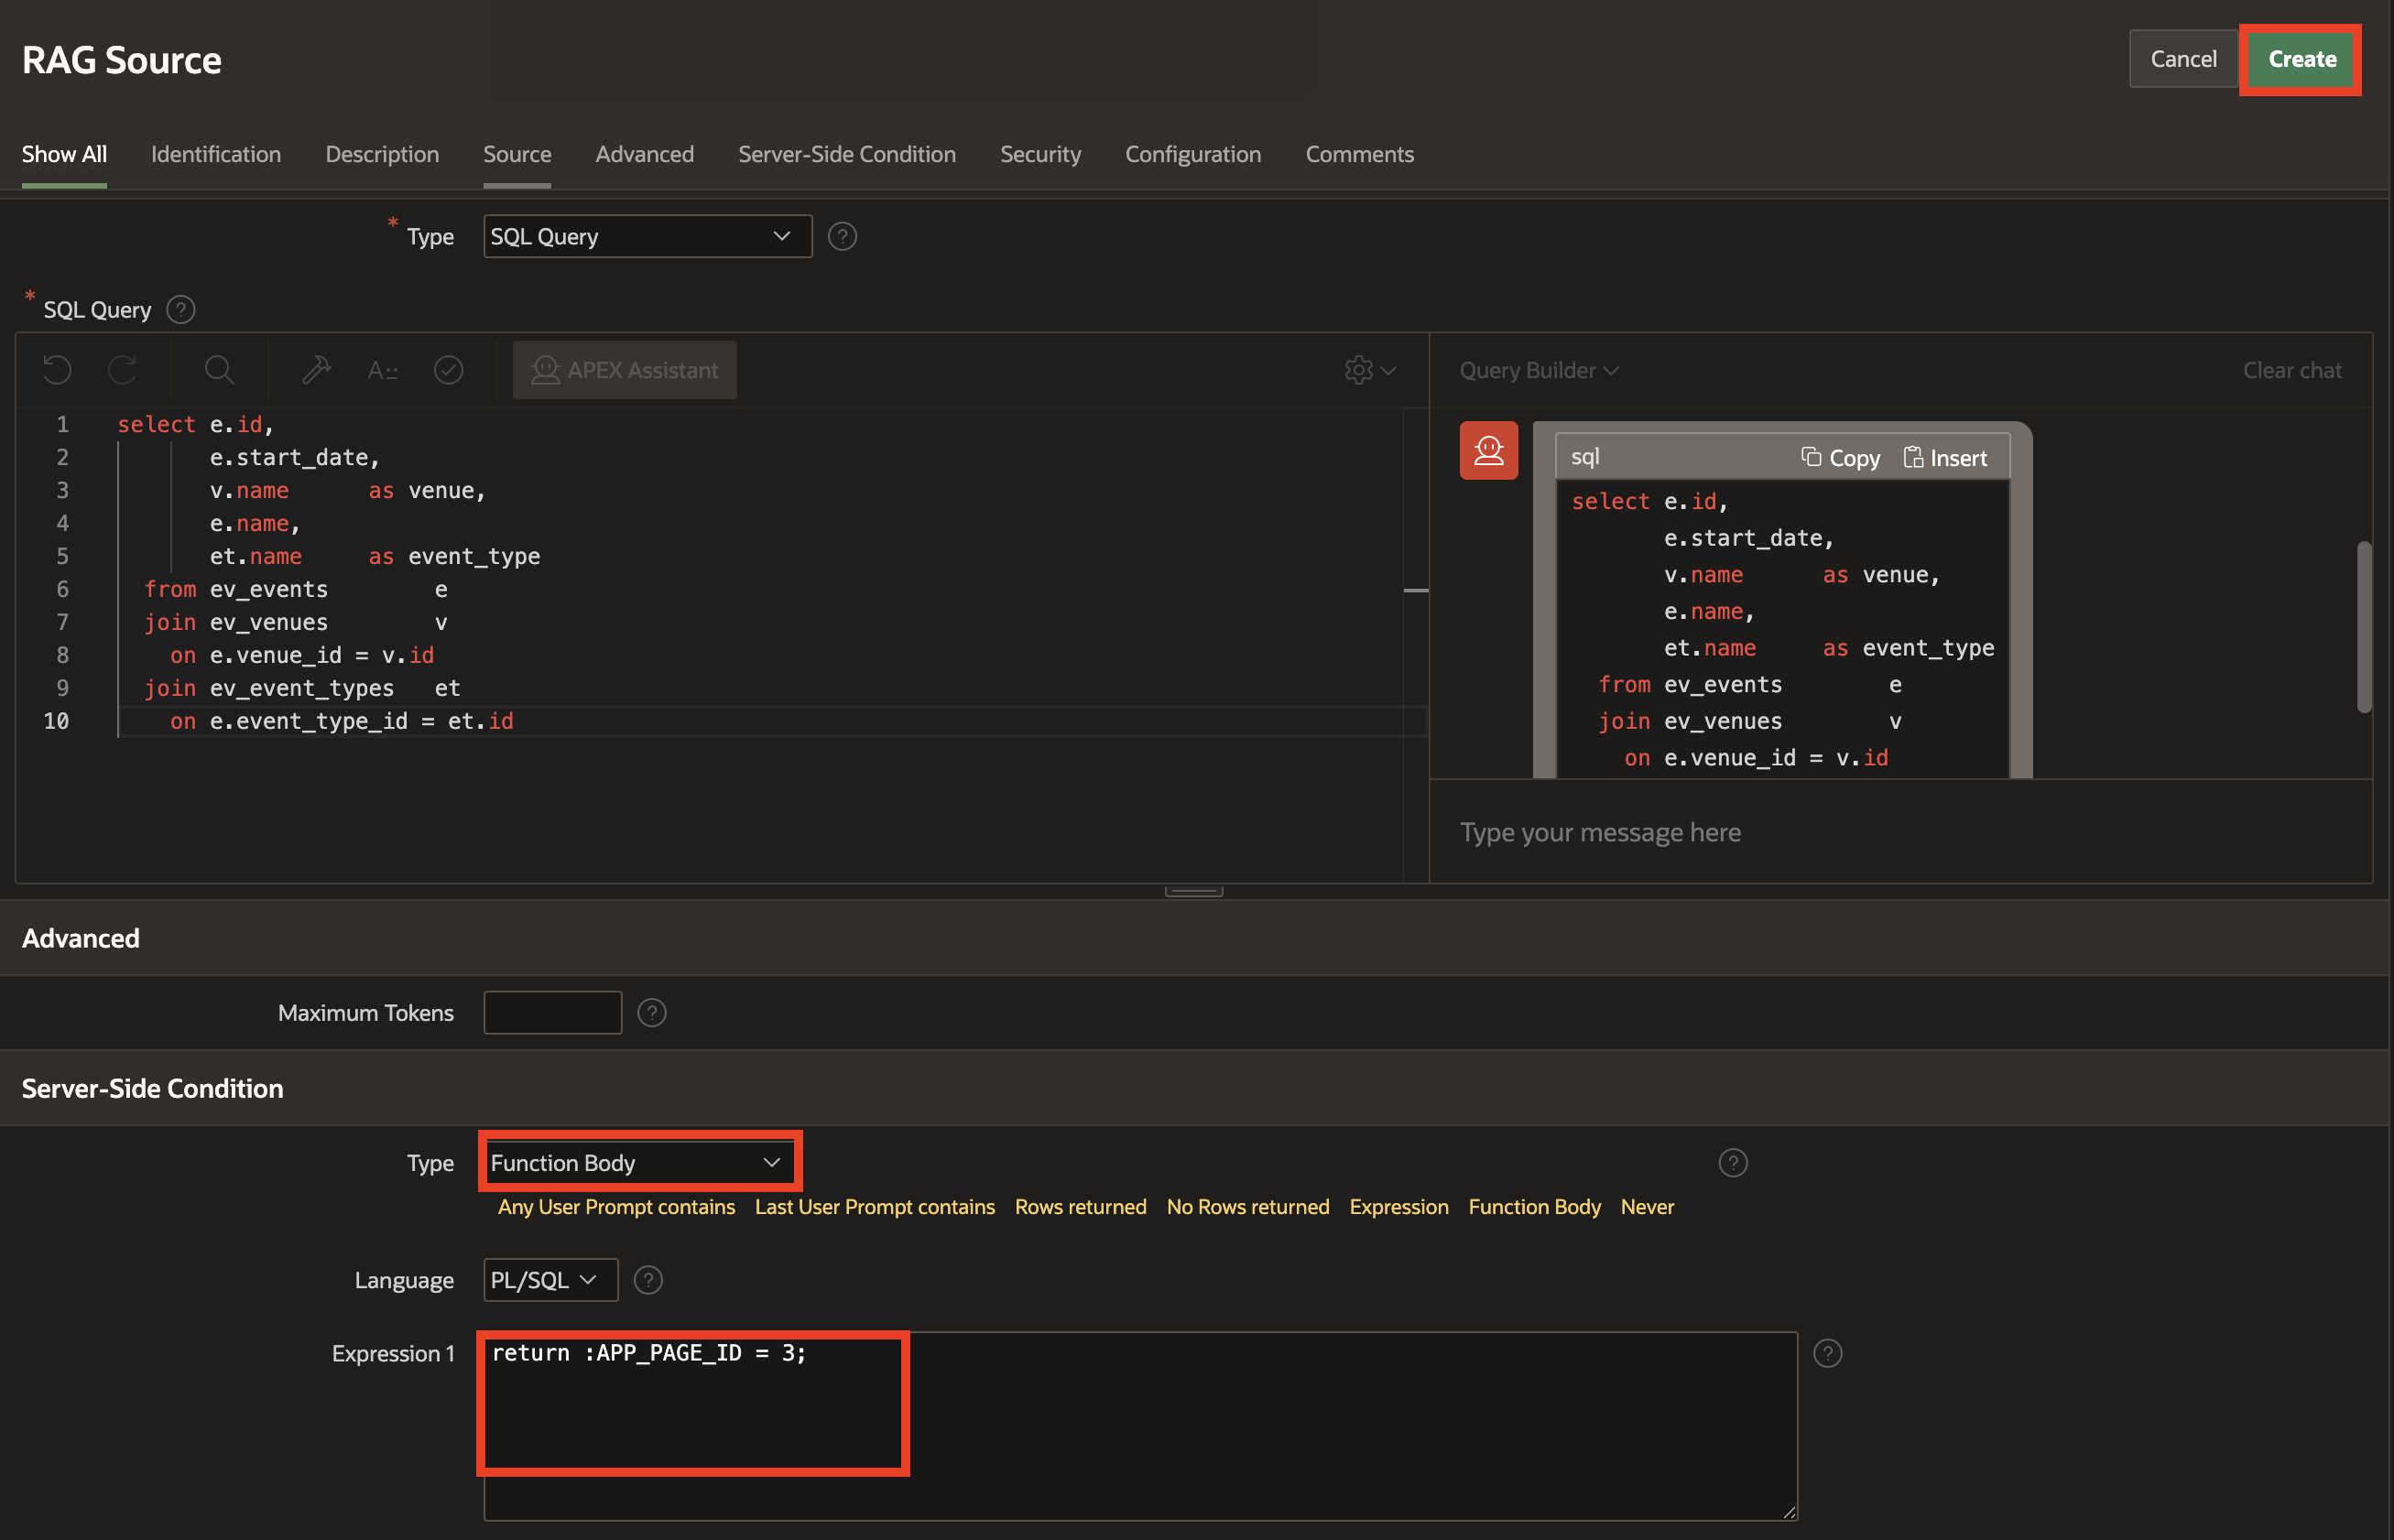 RAG Source
Cancel
Create
Show All Identification Description Source Advanced Server-Side Condition Security Configuration Comments
* Type SQL Query ?
* SQL Query ?
A:: APEX Assistant
1 select e.id,
2 e.start_date,
3 v.name as venue,
4 e.name,
5 et.name as event_type
6 from ev_events e
7 join ev_venues v
8 on e.venue_id = v.id
9 join ev_event_types et
10 on e.event_type_id = et.id
Query Builder Clear chat
sql Copy Insert
select e.id,
e.start_date,
v.name as venue,
e.name,
et.name as event_type
from ev_events e
join ev_venues v
on e.venue_id = v.id
Type your message here
Advanced
Maximum Tokens ?
Server-Side Condition
Type Function Body ?
Any User Prompt contains Last User Prompt contains Rows returned No Rows returned Expression Function Body Never
Language PL/SQL ?
Expression 1 return :APP_PAGE_ID = 3; ?